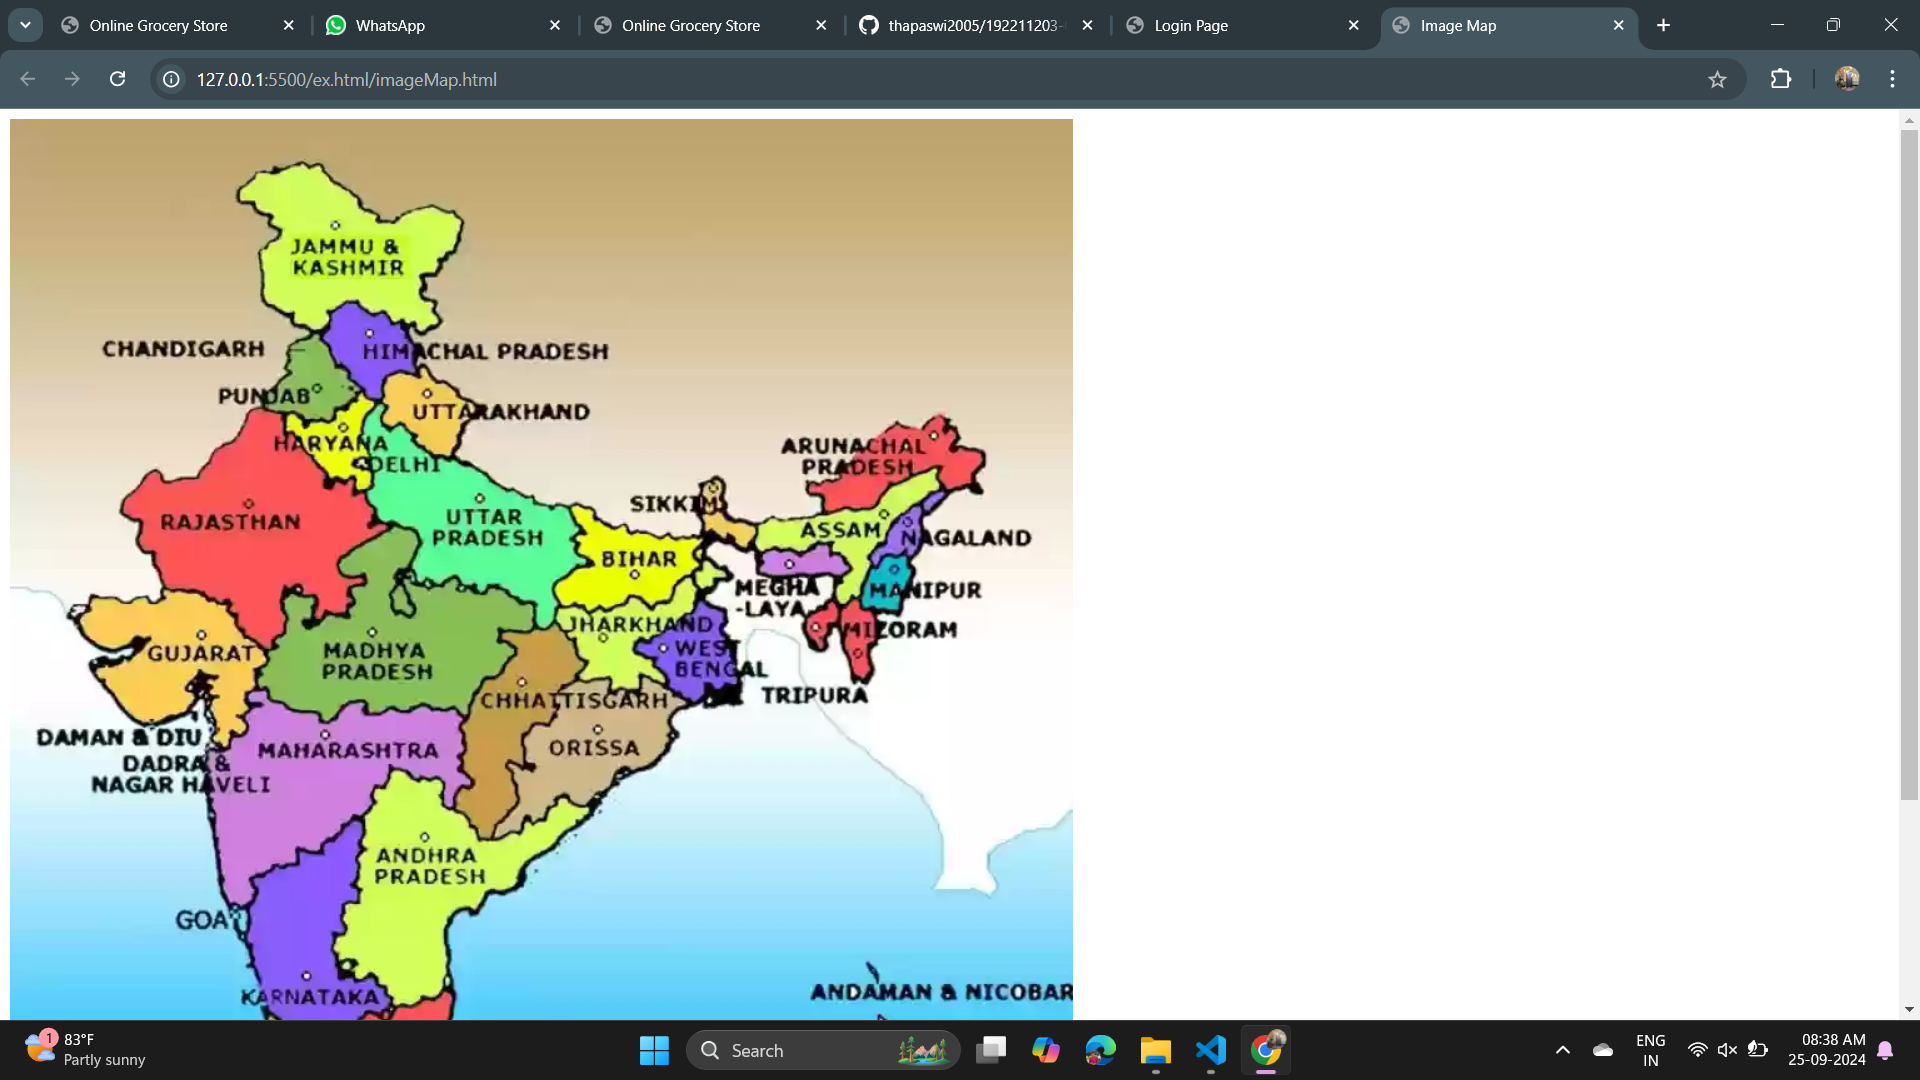 Online Grocery Store
WhatsApp
Online Grocery Store
thapaswi2005/192211203-
Login Page
Image Map
127.0.0.1:5500/ex.html/imageMap.html
JAMMU &
KASHMIR
CHANDIGARH
HIMACHAL PRADESH
PUNJAB
UTTARAKHAND
HARYANA
DELHI
ARUNACHAL
PRADESH
SIKKIM
RAJASTHAN
UTTAR
PRADESH
ASSAM
NAGALAND
BIHAR
MEGHA
-LAYA
MANIPUR
JHARKHAND
MIZORAM
GUJARAT
MADHYA
PRADESH
WEST
BENGAL
TRIPURA
CHHATTISGARH
DAMAN & DIU
MAHARASHTRA
ORISSA
DADRA &
NAGAR HAVELI
ANDHRA
PRADESH
GOA
KARNATAKA
ANDAMAN & NICOBAR
1
83°F
Partly sunny
Search
ENG
IN
08:38 AM
25-09-2024